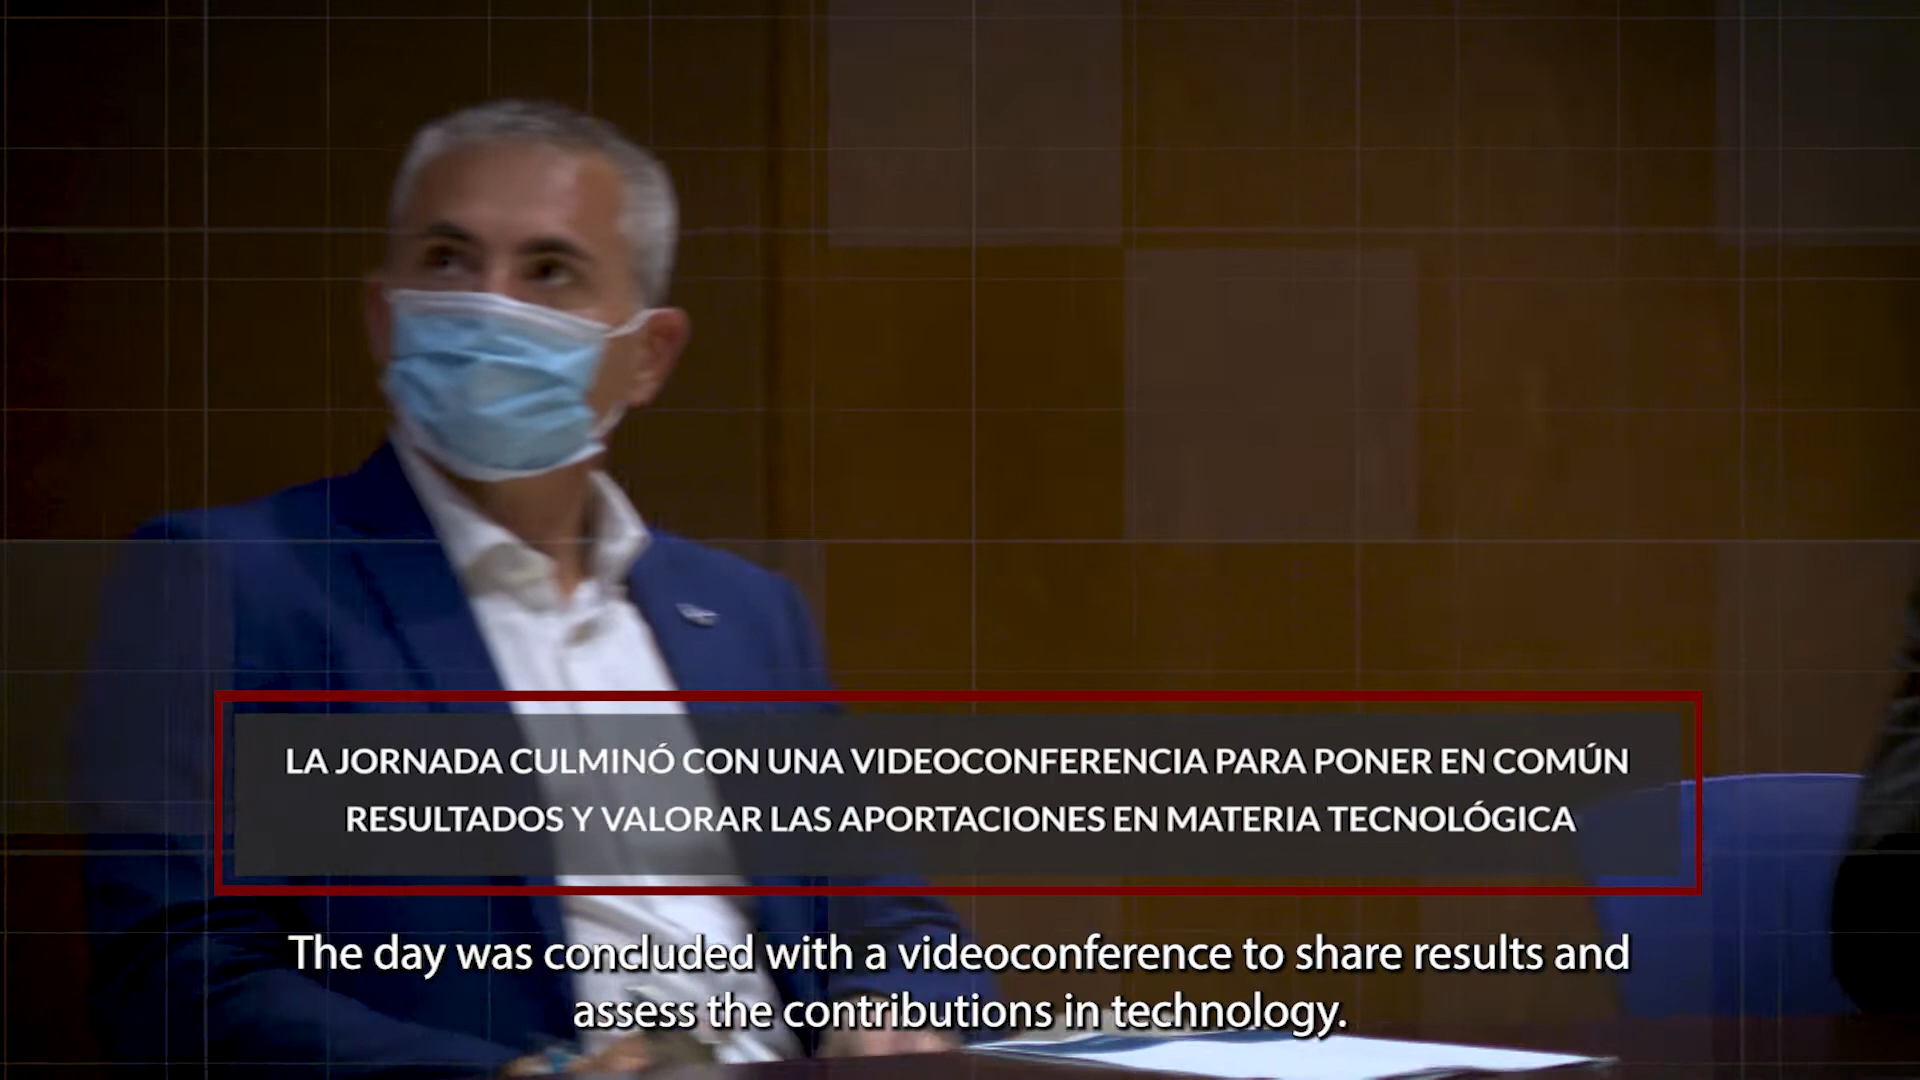 LA JORNADA CULMINÓ CON UNA VIDEOCONFERENCIA PARA PONER EN COMÚN
RESULTADOS Y VALORAR LAS APORTACIONES EN MATERIA TECNOLÓGICA
The day was concluded with a videoconference to share results and
assess the contributions in technology.